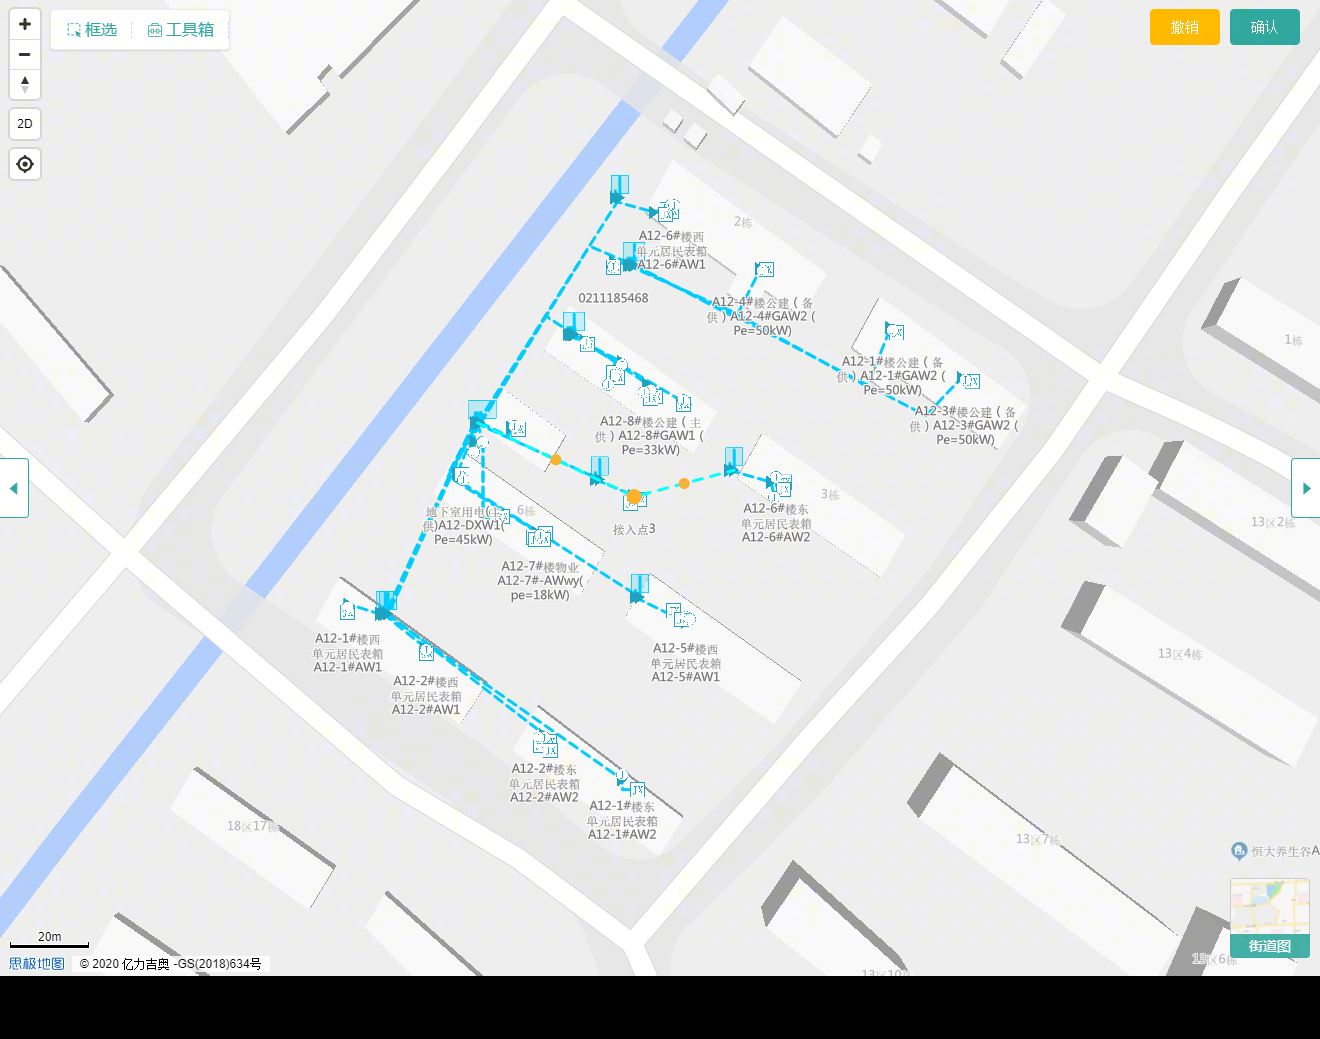 框选
工具箱
撤销
确认
2D
2栋
A12-6#楼西
单元居民表箱
A12-6#AW1
0211185468
A12-4#楼公建(备
供)A12-4#GAW2(
Pe=50kW)
1栋
A12-1#楼公建(备
供)A12-1#GAW2(
Pe=50kW)
A12-3#楼公建(备
供)A12-3#GAW2(
Pe=50kW)
A12-8#楼公建(主
供)A12-8#GAW1(
Pe=33kW)
3栋
A12-6#楼东
单元居民表箱
A12-6#AW2
接入点3
6栋
地下室用电(主
供)A12-DXW1(
Pe=45kW)
13区2栋
A12-7#楼物业
A12-7#-AWwy(
pe=18kW)
A12-1#楼西
单元居民表箱
A12-1#AW1
A12-5#楼西
单元居民表箱
A12-5#AW1
13区4栋
A12-2#楼西
单元居民表箱
A12-2#AW1
A12-2#楼东
单元居民表箱
A12-2#AW2
A12-1#楼东
单元居民表箱
A12-1#AW2
18区17栋
13区7栋
恒大养生谷A
20m
街道图
13区6栋
思极地图
© 2020 亿力吉奥 -GS(2018)634号
13区10栋